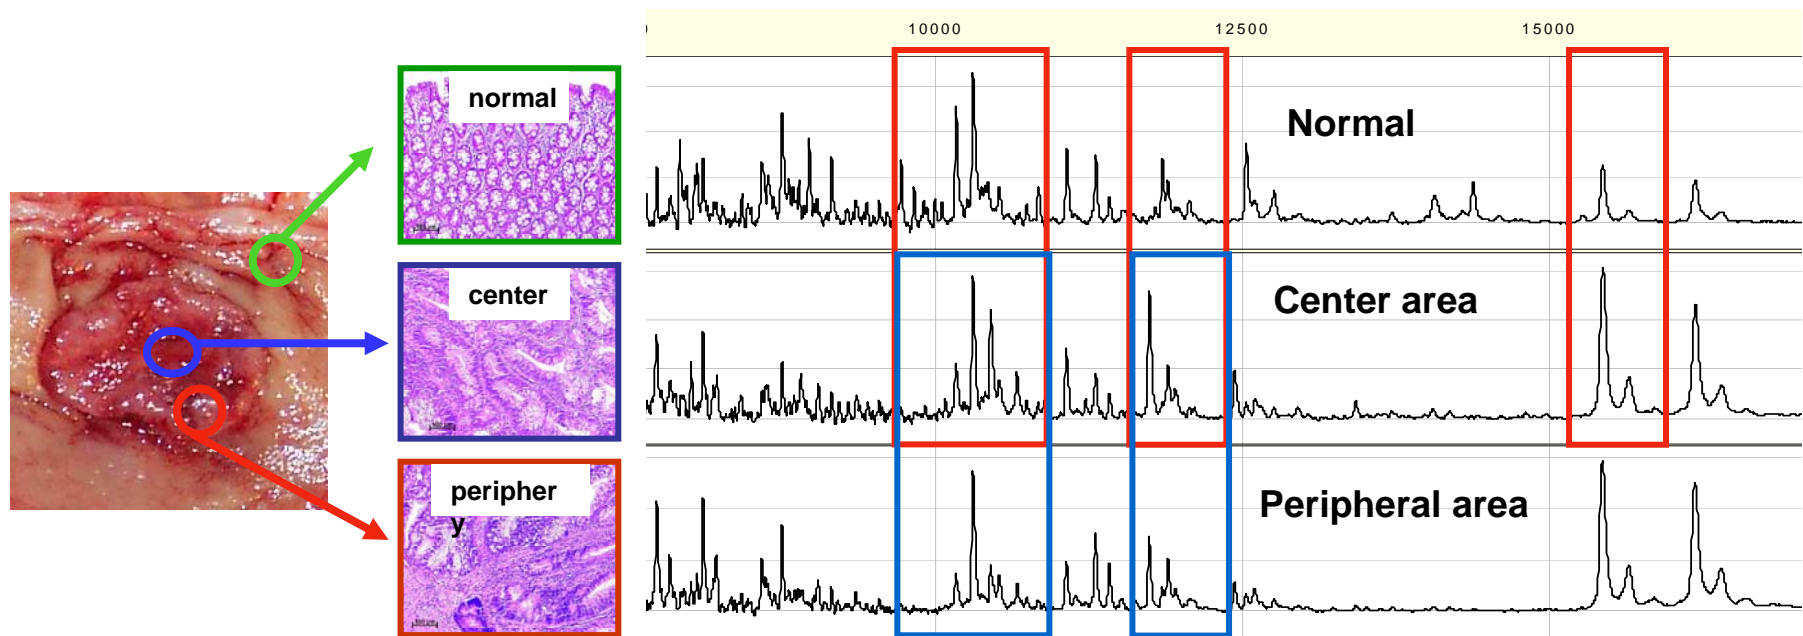 10000 12500 15000
normal
Normal
center
Center area
peripher
y
Peripheral area